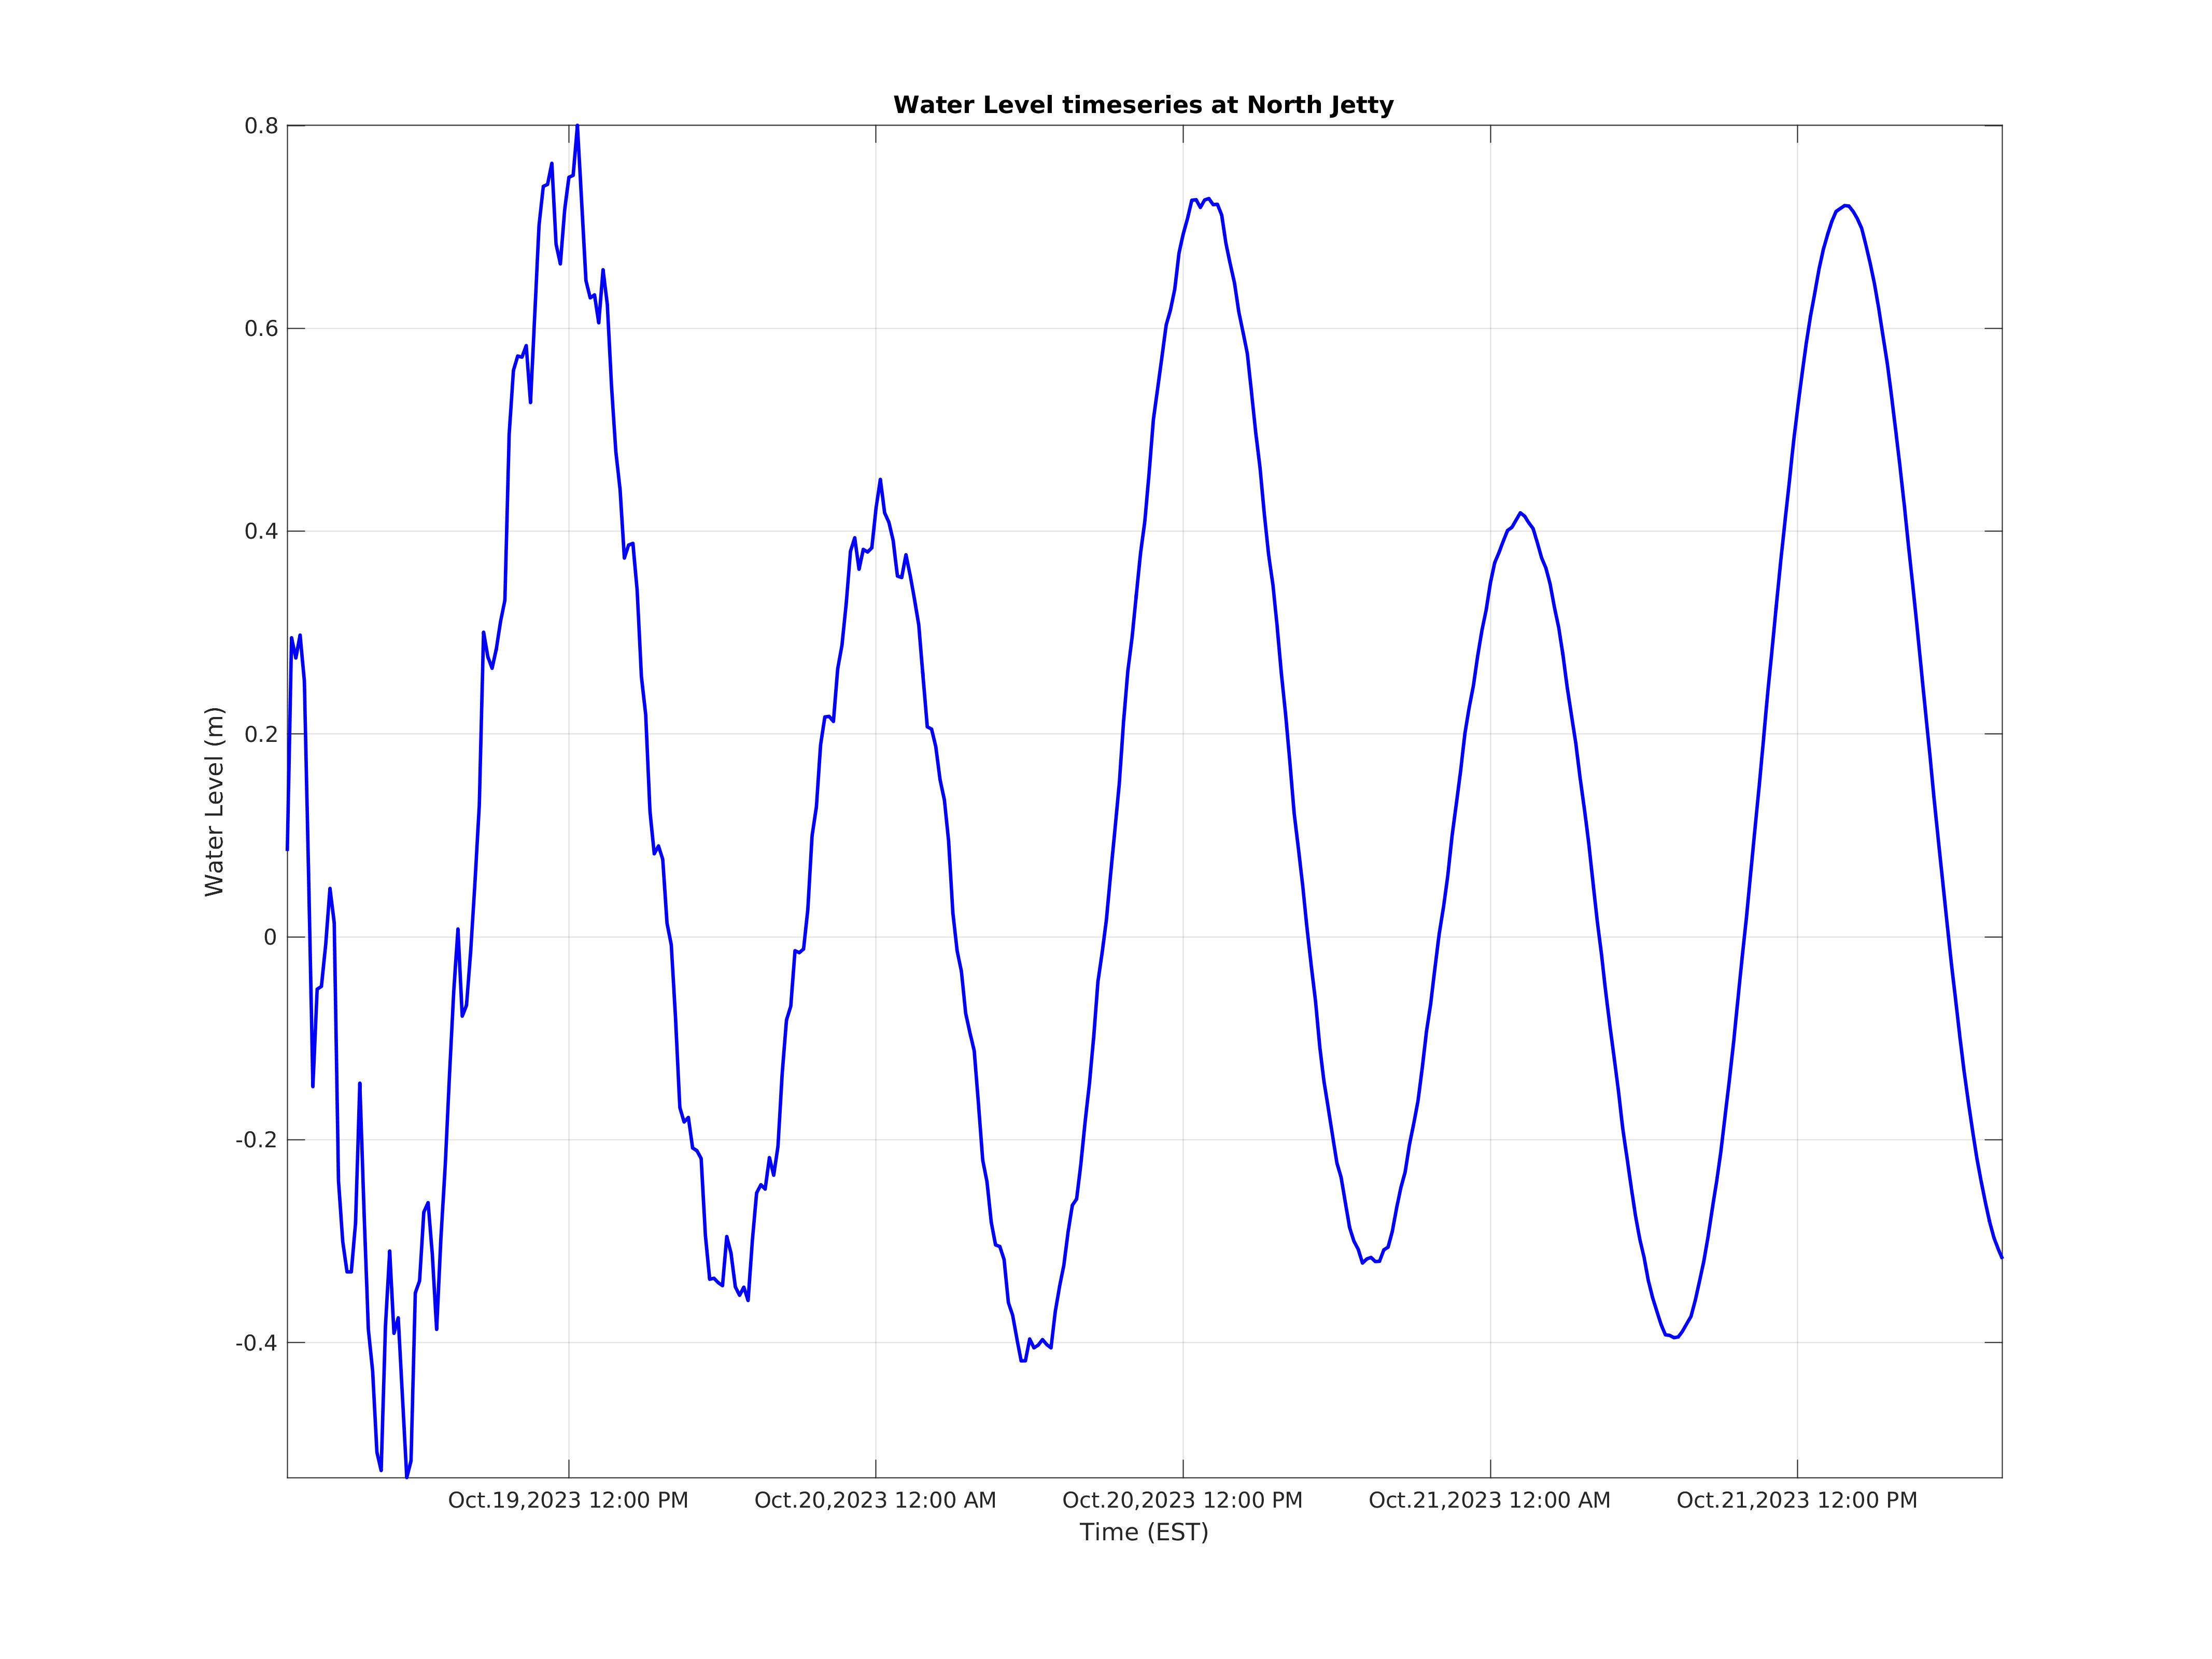 Water Level timeseries at North Jetty
0.8
0.6
0.4
0.2
0
-0.2
-0.4
Water Level (m)
Oct.19,2023 12:00 PM
Oct.20,2023 12:00 AM
Oct.20,2023 12:00 PM
Oct.21,2023 12:00 AM
Oct.21,2023 12:00 PM
Time (EST)